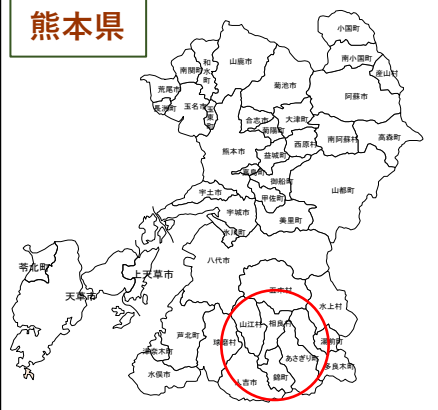 熊本県
小国町
南小国町
産山村
和水町
山鹿市
南関町
菊池市
荒尾市
阿蘇市
長洲町
玉名市
玉東町
合志市
大津町
菊陽町
高森町
西原村
南阿蘇村
熊本市
益城町
嘉島町
御船町
山都町
宇土市
甲佐町
宇城市
美里町
氷川町
八代市
苓北町
上天草市
天草市
五木村
水上村
山江村
相良村
芦北町
球磨村
湯前町
津奈木町
あさぎり町
多良木町
水俣市
人吉市
錦町